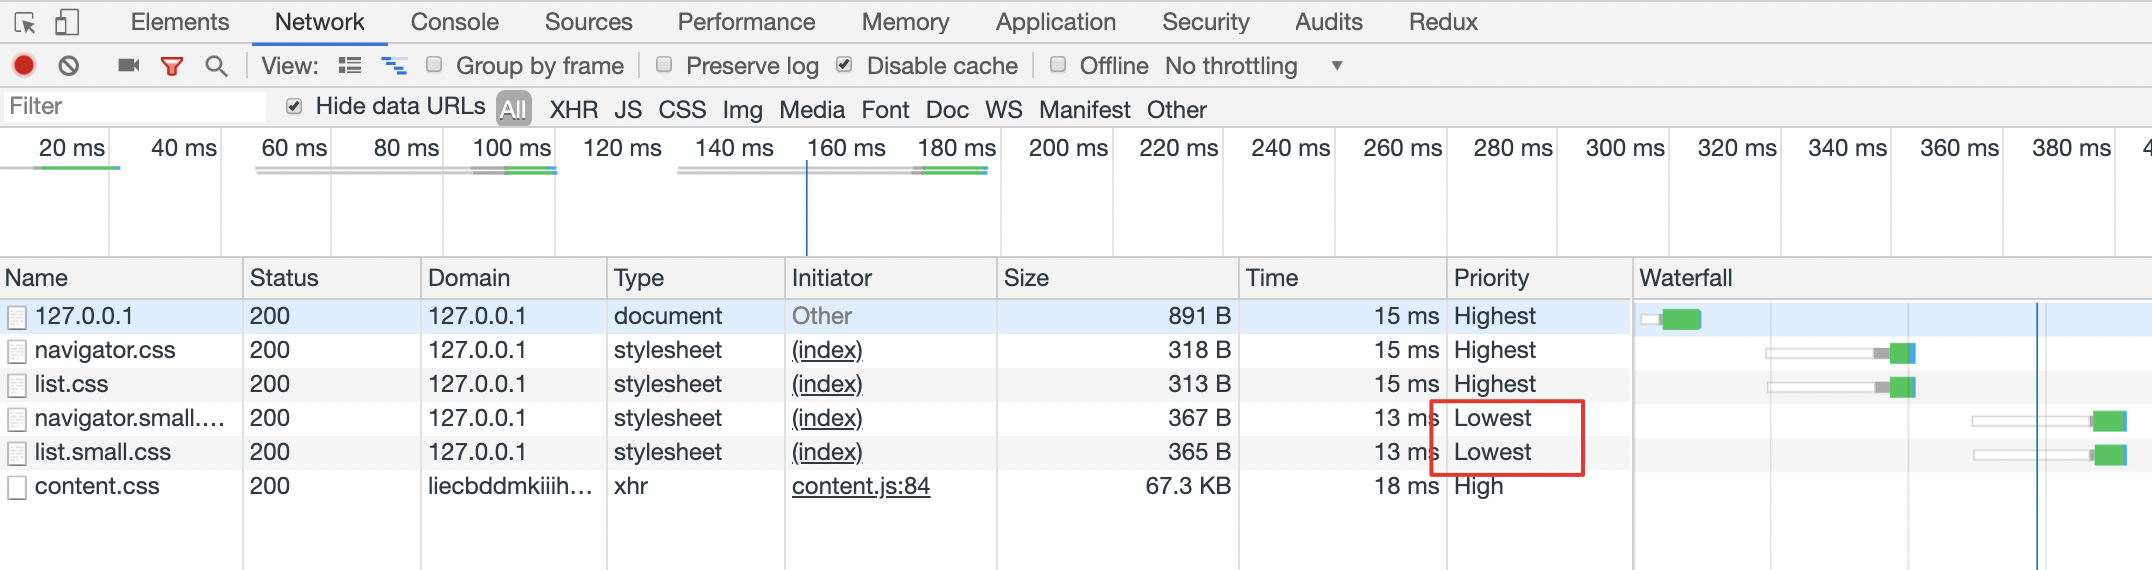 Elements Network Console Sources Performance Memory Application Security Audits Redux
View: Group by frame Preserve log Disable cache Offline No throttling
Filter Hide data URLs All XHR JS CSS Img Media Font Doc WS Manifest Other
20 ms 40 ms 60 ms 80 ms 100 ms 120 ms 140 ms 160 ms 180 ms 200 ms 220 ms 240 ms 260 ms 280 ms 300 ms 320 ms 340 ms 360 ms 380 ms 4
Name Status Domain Type Initiator Size Time Priority Waterfall
127.0.0.1 200 127.0.0.1 document Other 891 B 15 ms Highest
navigator.css 200 127.0.0.1 stylesheet (index) 318 B 15 ms Highest
list.css 200 127.0.0.1 stylesheet (index) 313 B 15 ms Highest
navigator.small.... 200 127.0.0.1 stylesheet (index) 367 B 13 ms Lowest
list.small.css 200 127.0.0.1 stylesheet (index) 365 B 13 ms Lowest
content.css 200 liecbddmkiiih... xhr content.js:84 67.3 KB 18 ms High